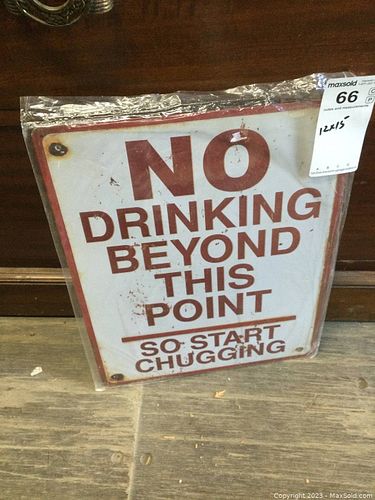 maxsold
66
12x15
NO
DRINKING
BEYOND
THIS
POINT
SO START
CHUGGING
Copyright 2023 - MaxSold.com